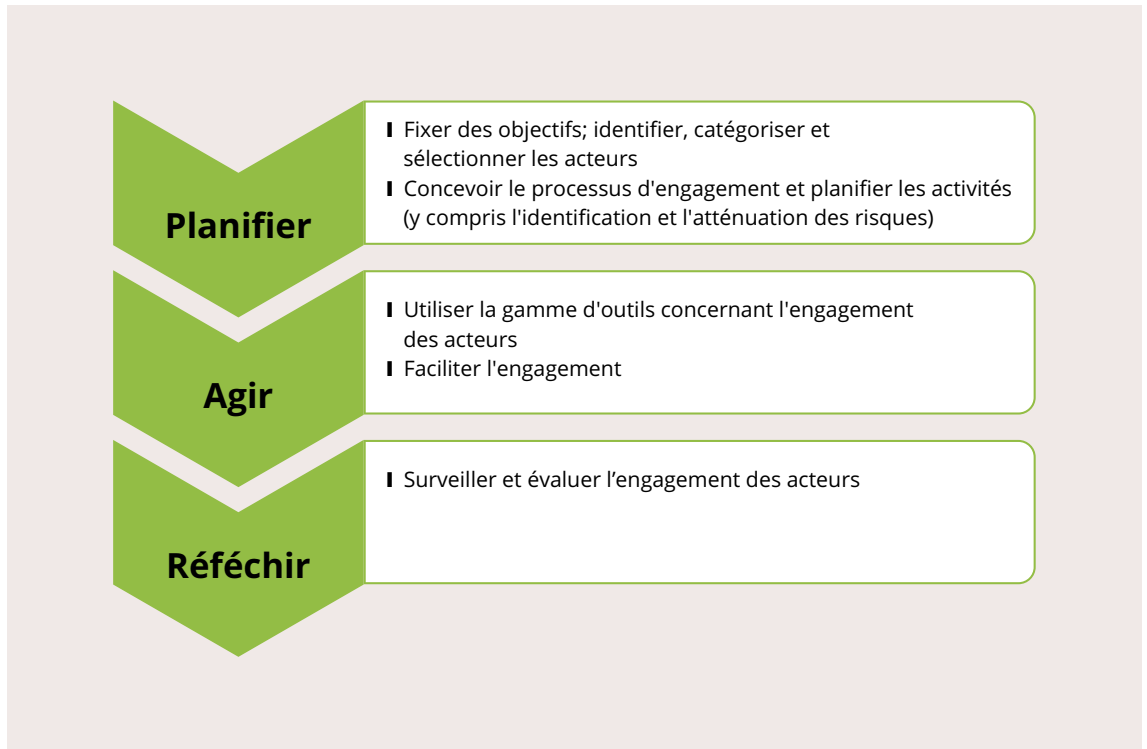 Planifier
Fixer des objectifs; identifier, catégoriser et
sélectionner les acteurs
Concevoir le processus d'engagement et planifier les activités
(y compris l'identification et l'atténuation des risques)
Agir
Utiliser la gamme d'outils concernant l'engagement
des acteurs
Faciliter l'engagement
Réféchir
Surveiller et évaluer l’engagement des acteurs